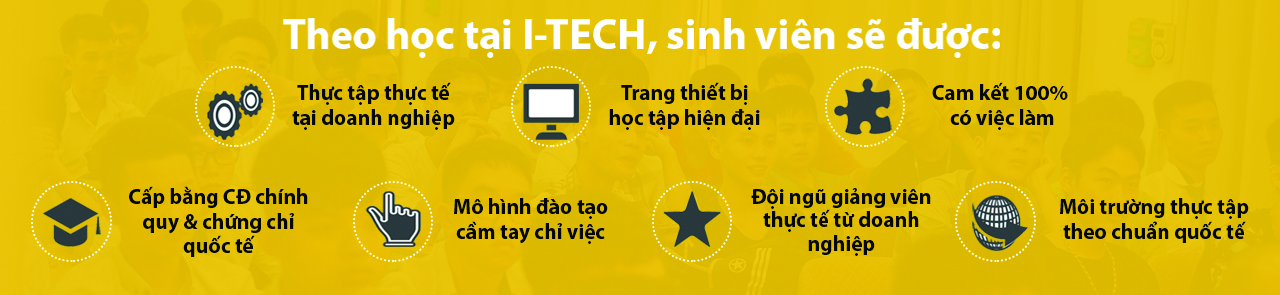 Theo học tại I-TECH, sinh viên sẽ được:
Thực tập thực tế
tại doanh nghiệp
Trang thiết bị
học tập hiện đại
Cam kết 100%
có việc làm
Cấp bằng CĐ chính
quy & chứng chỉ
quốc tế
Mô hình đào tạo
cầm tay chỉ việc
Đội ngũ giảng viên
thực tế từ doanh
nghiệp
Môi trường thực tập
theo chuẩn quốc tế